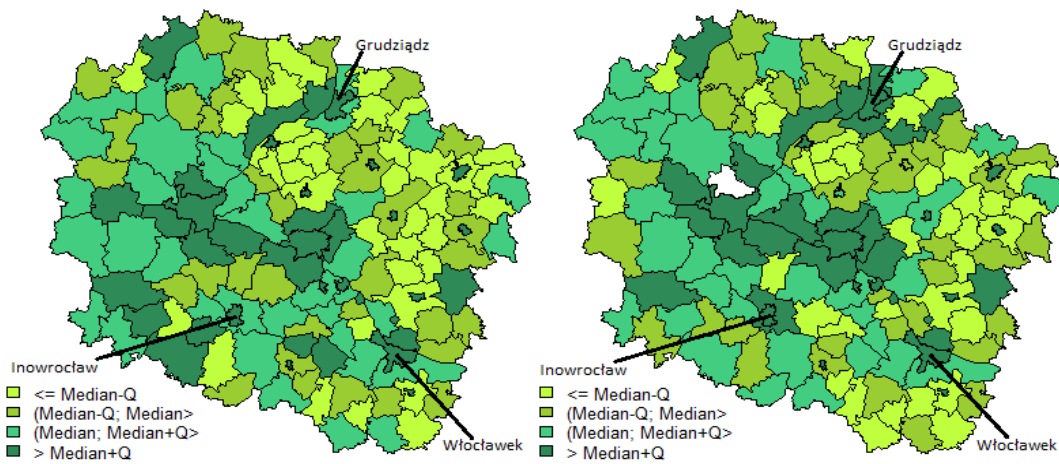 Grudziądz
Inowrocław
<= Median-Q
(Median-Q; Median>
(Median; Median+Q>
> Median+Q
Włocławek
Grudziądz
Inowrocław
<= Median-Q
(Median-Q; Median>
(Median; Median+Q>
> Median+Q
Włocławek